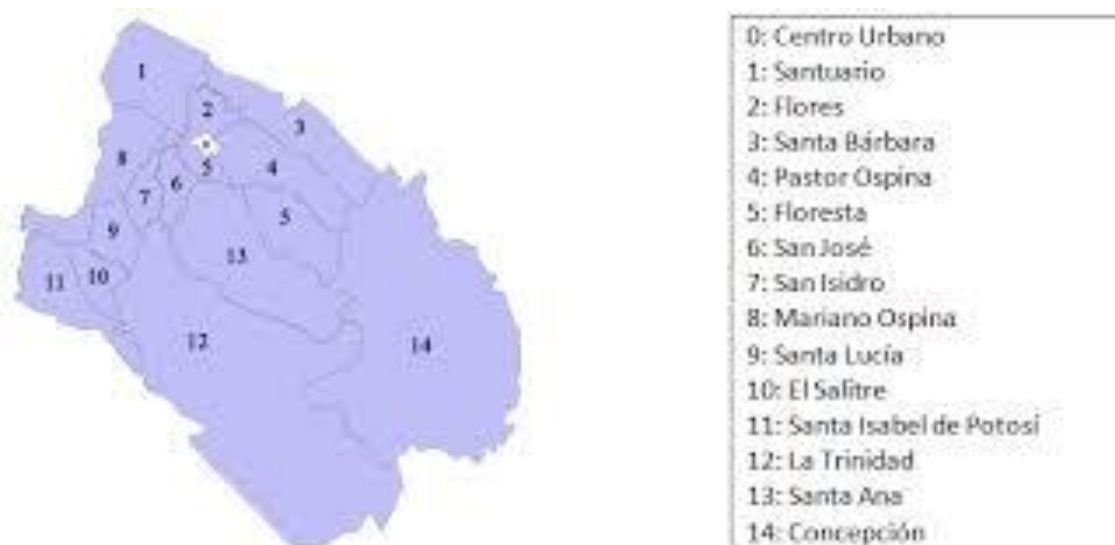 1
2
3
8
0
5
4
6
7
5
9
13
11
10
12
14
0: Centro Urbano
1: Santuario
2: Flores
3: Santa Bárbara
4: Pastor Ospina
5: Floresta
6: San José
7: San Isidro
8: Mariano Ospina
9: Santa Lucía
10: El Salitre
11: Santa Isabel de Potosí
12: La Trinidad
13: Santa Ana
14: Concepción